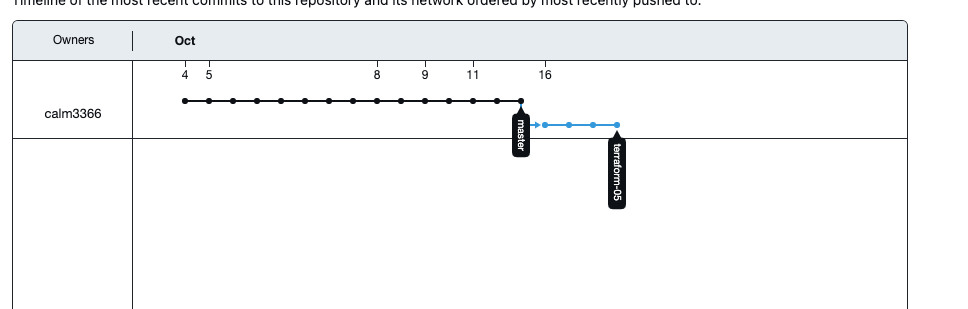 Timeline of the most recent commits to this repository and its network ordered by most recently pushed to.
Owners
Oct
4 5 8 9 11 16
calm3366
master
terraform-05